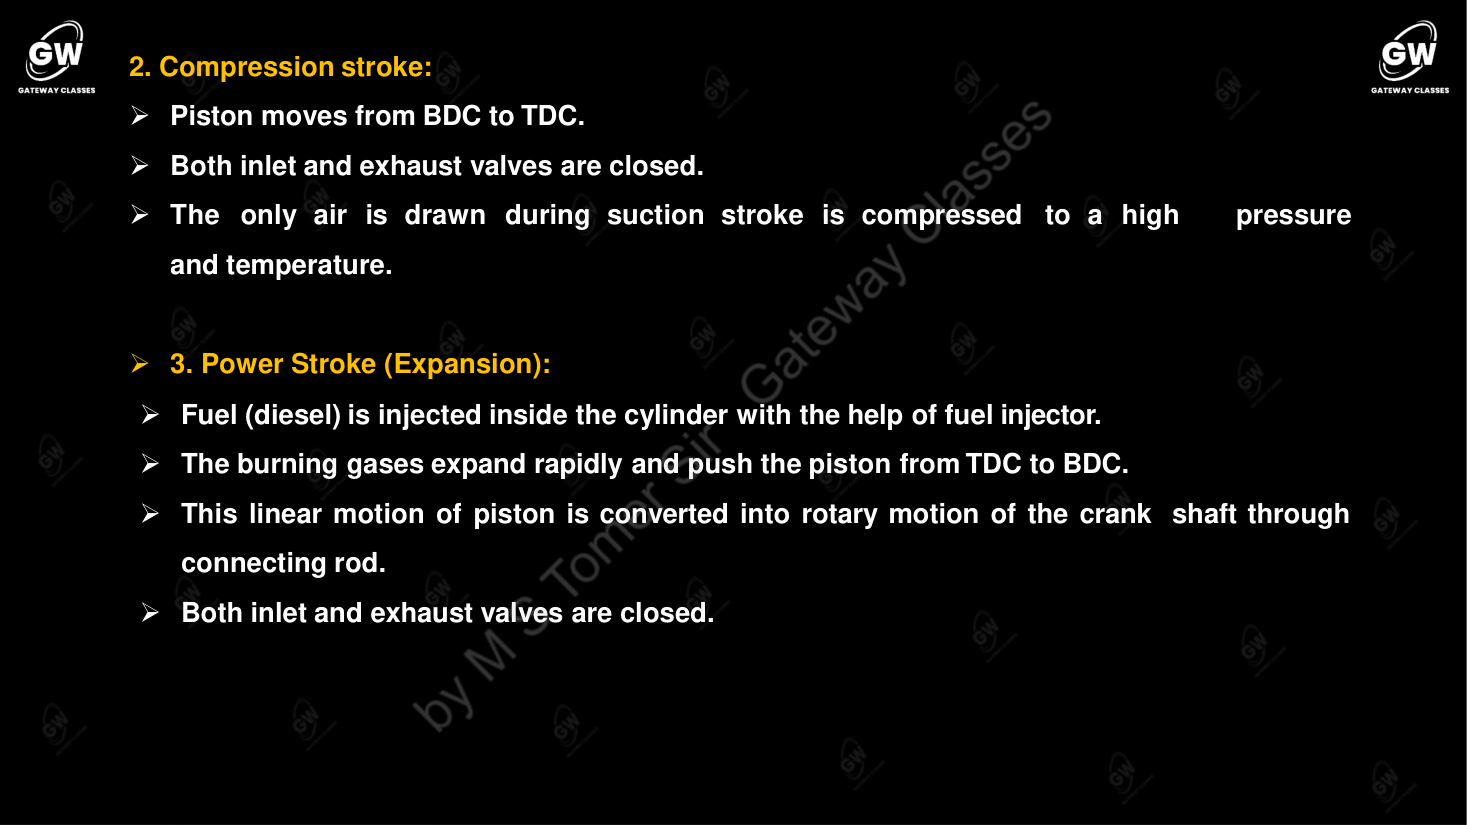 GW
GATEWAY CLASSES
GW
GATEWAY CLASSES
2. Compression stroke:
➢ Piston moves from BDC to TDC.
➢ Both inlet and exhaust valves are closed.
➢ The only air is drawn during suction stroke is compressed to a high pressure
and temperature.
➢ 3. Power Stroke (Expansion):
➢ Fuel (diesel) is injected inside the cylinder with the help of fuel injector.
➢ The burning gases expand rapidly and push the piston from TDC to BDC.
➢ This linear motion of piston is converted into rotary motion of the crank shaft through
connecting rod.
➢ Both inlet and exhaust valves are closed.
by M S Tomor Sir Gateway Classes